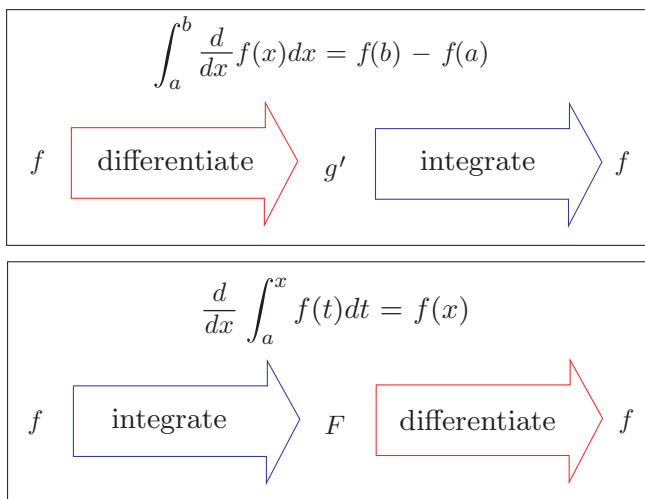 ∫_a^b d/dx f(x)dx = f(b) − f(a)
f differentiate g′ integrate f
d/dx ∫_a^x f(t)dt = f(x)
f integrate F differentiate f